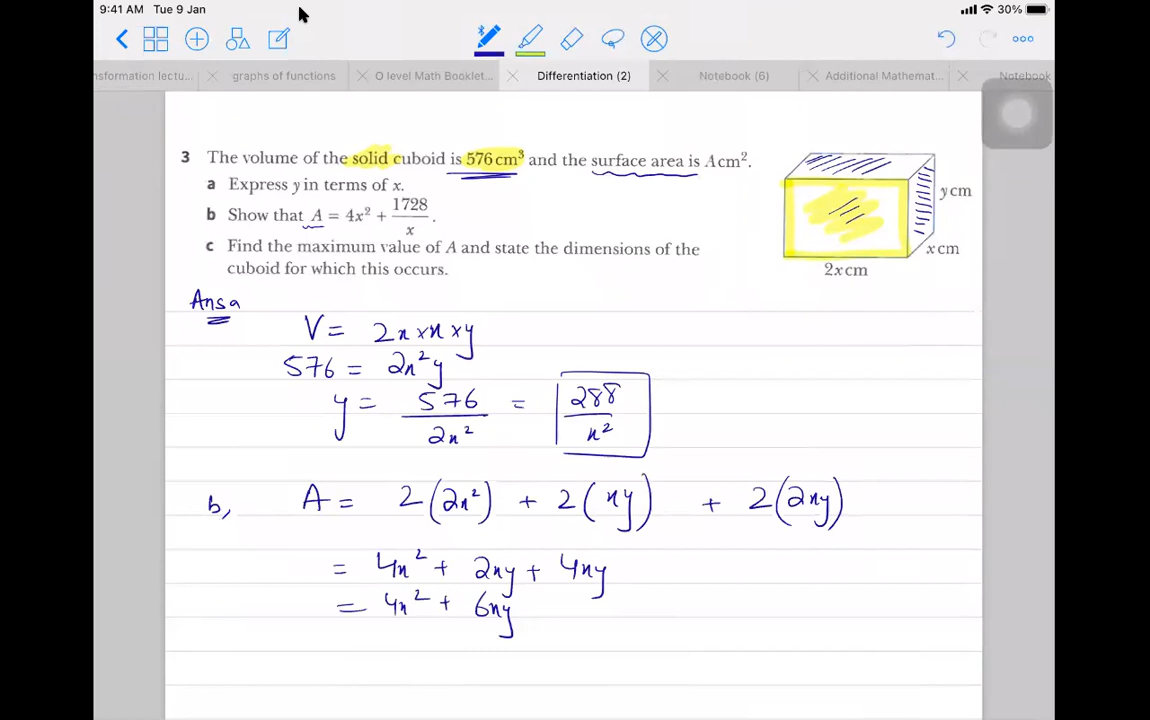 9:41 AM Tue 9 Jan
30%
nsformation lectu...
graphs of functions
O level Math Booklet...
Differentiation (2)
Notebook (6)
Additional Mathemat...
Notebook
3 The volume of the solid cuboid is 576 cm³ and the surface area is A cm².
a Express y in terms of x.
b Show that A = 4x² + 1728/x.
c Find the maximum value of A and state the dimensions of the
cuboid for which this occurs.
y cm
x cm
2x cm
Ans a
V = 2x × x × y
576 = 2x²y
y = 576/2x² = 288/x²
b, A = 2(2x²) + 2(xy) + 2(2xy)
= 4x² + 2xy + 4xy
= 4x² + 6xy